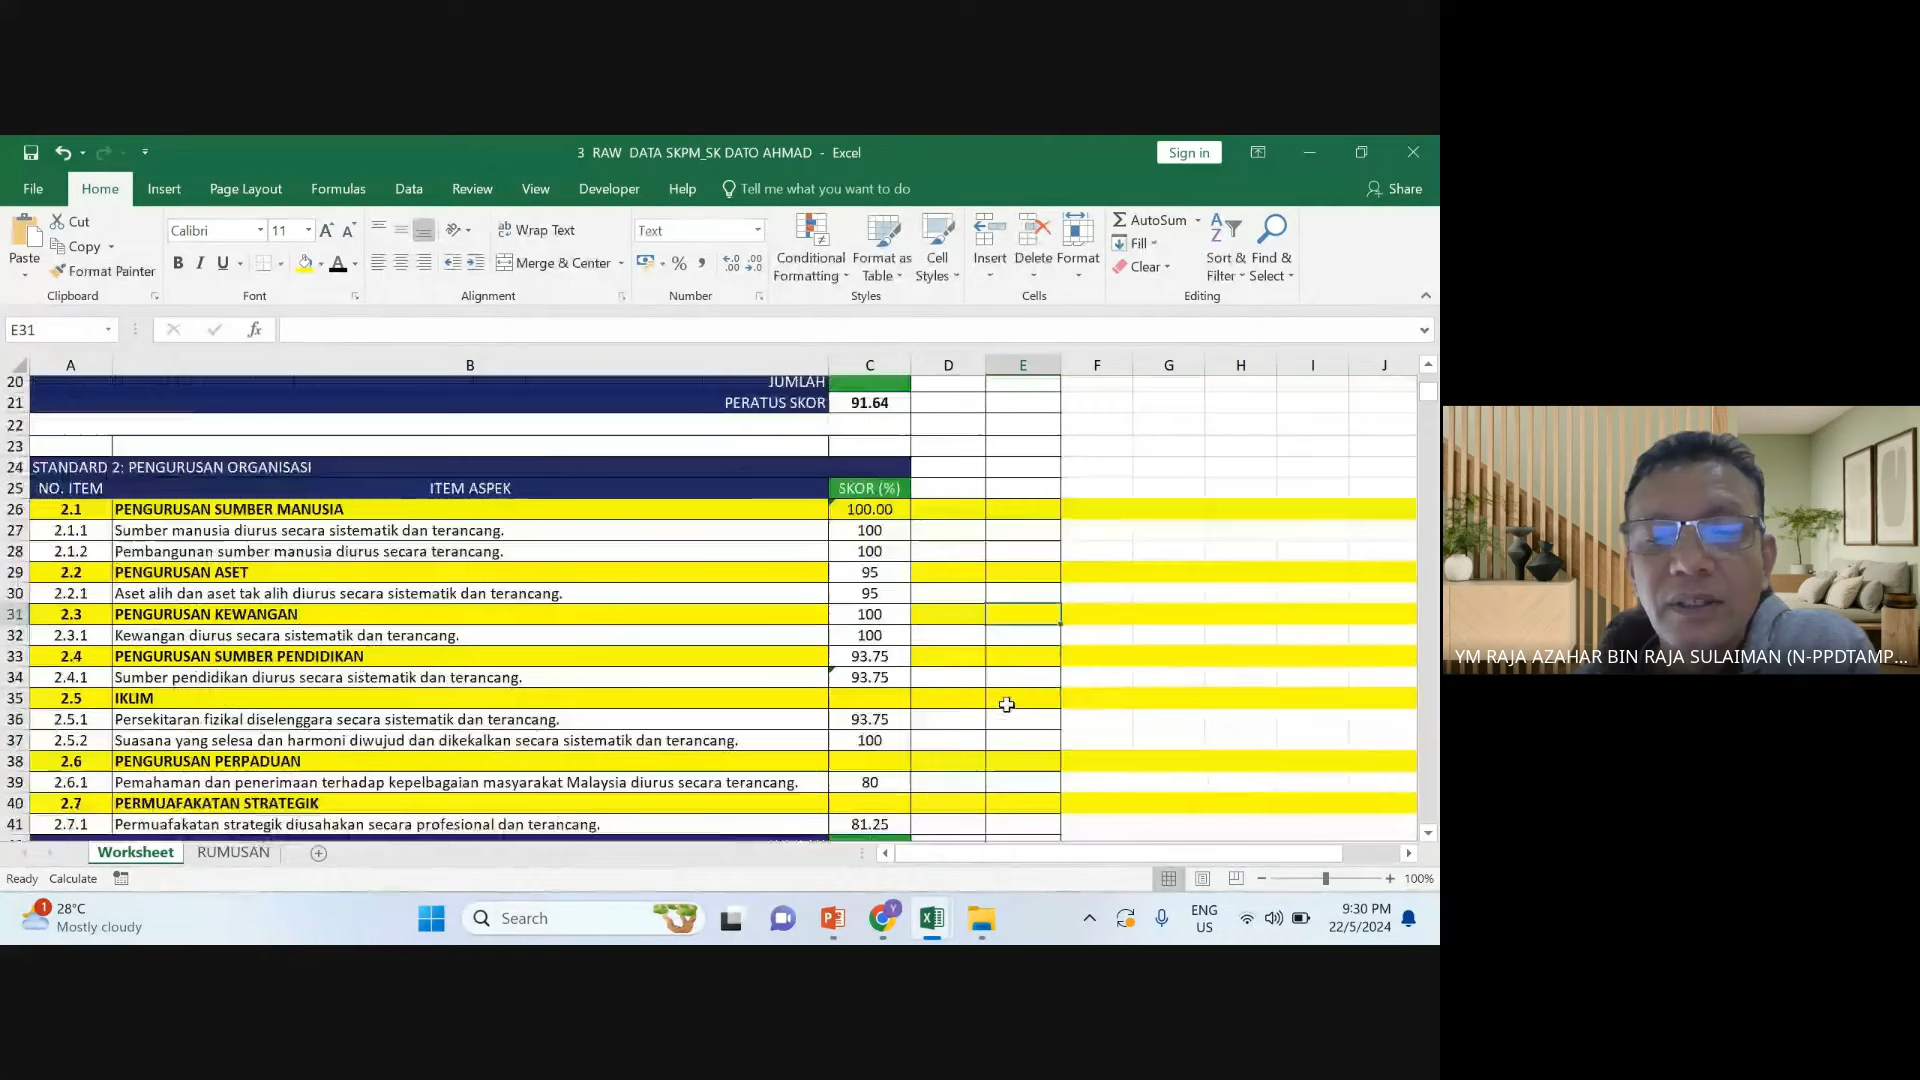 3 RAW DATA SKPM_SK DATO AHMAD - Excel
Sign in
File Home Insert Page Layout Formulas Data Review View Developer Help Tell me what you want to do Share
Paste
Cut
Copy
Format Painter
Clipboard
Calibri 11
B I U
Font
Wrap Text
Merge & Center
Alignment
Text
Number
Conditional Formatting
Format as Table
Cell Styles
Styles
Insert Delete Format
Cells
AutoSum
Fill
Clear
Sort & Filter
Find & Select
Editing
E31 fx
A B C D E F G H I J
20 JUMLAH
21 PERATUS SKOR 91.64
22
23
24 STANDARD 2: PENGURUSAN ORGANISASI
25 NO. ITEM ITEM ASPEK SKOR (%)
26 2.1 PENGURUSAN SUMBER MANUSIA 100.00
27 2.1.1 Sumber manusia diurus secara sistematik dan terancang. 100
28 2.1.2 Pembangunan sumber manusia diurus secara terancang. 100
29 2.2 PENGURUSAN ASET 95
30 2.2.1 Aset alih dan aset tak alih diurus secara sistematik dan terancang. 95
31 2.3 PENGURUSAN KEWANGAN 100
32 2.3.1 Kewangan diurus secara sistematik dan terancang. 100
33 2.4 PENGURUSAN SUMBER PENDIDIKAN 93.75
34 2.4.1 Sumber pendidikan diurus secara sistematik dan terancang. 93.75
35 2.5 IKLIM
36 2.5.1 Persekitaran fizikal diselenggara secara sistematik dan terancang. 93.75
37 2.5.2 Suasana yang selesa dan harmoni diwujud dan dikekalkan secara sistematik dan terancang. 100
38 2.6 PENGURUSAN PERPADUAN
39 2.6.1 Pemahaman dan penerimaan terhadap kepelbagaian masyarakat Malaysia diurus secara terancang. 80
40 2.7 PERMUAFAKATAN STRATEGIK
41 2.7.1 Permuafakatan strategik diusahakan secara profesional dan terancang. 81.25
Worksheet RUMUSAN
Ready Calculate 100%
1
28°C
Mostly cloudy
Search
ENG
US
9:30 PM
22/5/2024
YM RAJA AZAHAR BIN RAJA SULAIMAN (N-PPDTAMP...